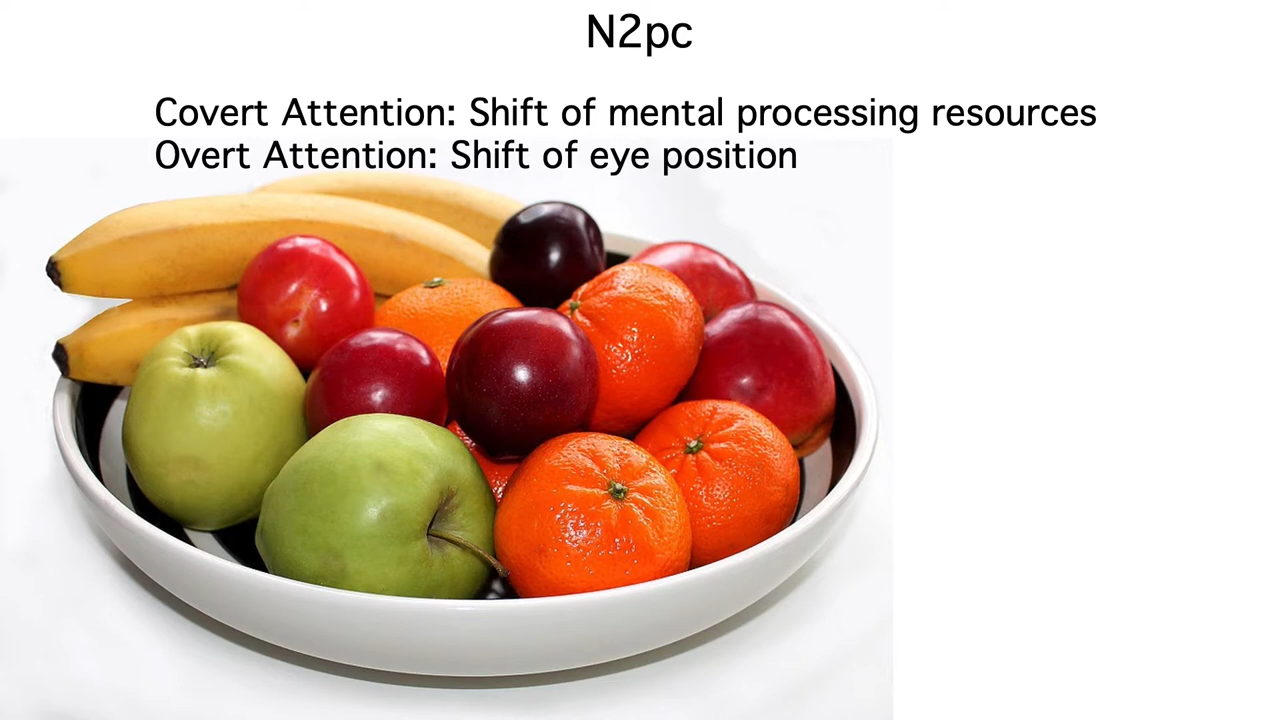 N2pc
Covert Attention: Shift of mental processing resources
Overt Attention: Shift of eye position